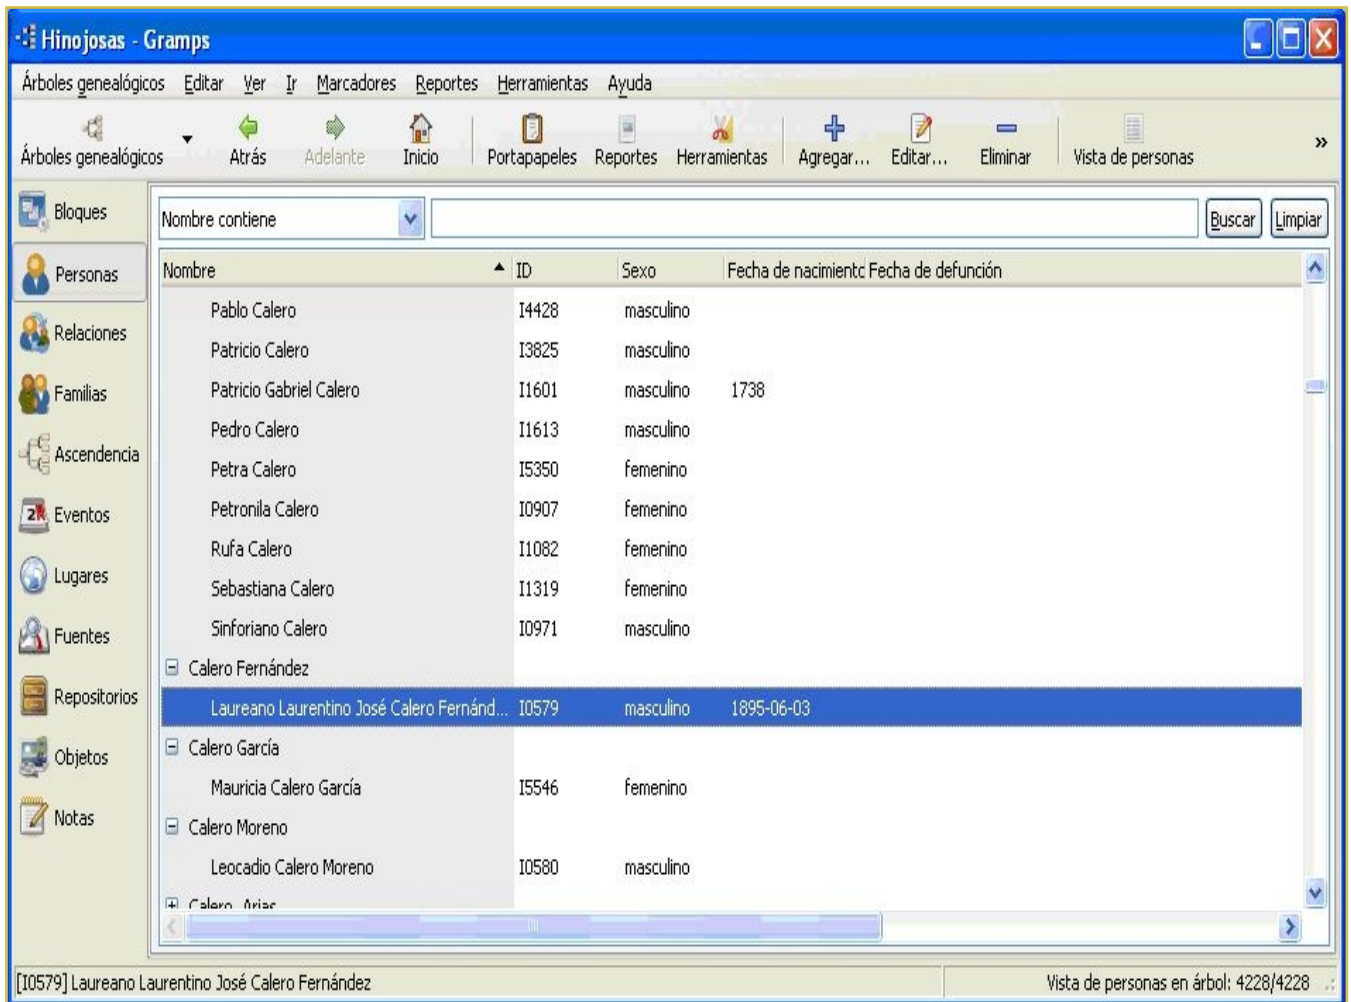 Hinojosas - Gramps
Árboles genealógicos Editar Ver Ir Marcadores Reportes Herramientas Ayuda
Árboles genealógicos Atrás Adelante Inicio Portapapeles Reportes Herramientas Agregar... Editar... Eliminar Vista de personas »
Bloques
Personas
Relaciones
Familias
Ascendencia
Eventos
Lugares
Fuentes
Repositorios
Objetos
Notas
Nombre contiene Buscar Limpiar
Nombre ID Sexo Fecha de nacimiento Fecha de defunción
Pablo Calero I4428 masculino
Patricio Calero I3825 masculino
Patricio Gabriel Calero I1601 masculino 1738
Pedro Calero I1613 masculino
Petra Calero I5350 femenino
Petronila Calero I0907 femenino
Rufa Calero I1082 femenino
Sebastiana Calero I1319 femenino
Sinforiano Calero I0971 masculino
Calero Fernández
Laureano Laurentino José Calero Fernánd... I0579 masculino 1895-06-03
Calero García
Mauricia Calero García I5546 femenino
Calero Moreno
Leocadio Calero Moreno I0580 masculino
Calero, Arias
[I0579] Laureano Laurentino José Calero Fernández Vista de personas en árbol: 4228/4228